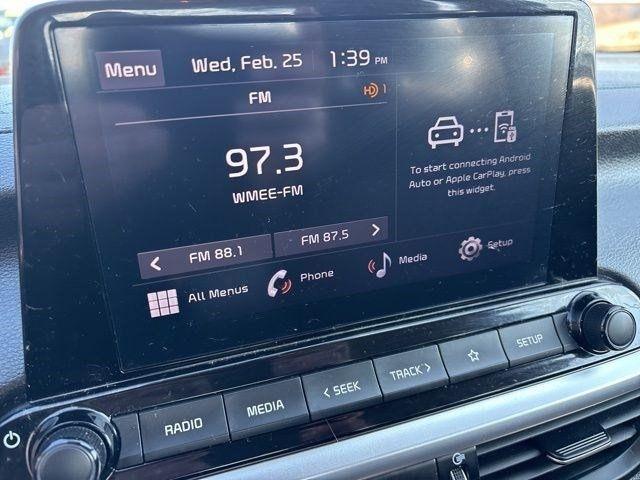 Menu Wed, Feb. 25 1:39 PM
FM HD 1
97.3
WMEE-FM
To start connecting Android
Auto or Apple CarPlay, press
this widget.
< FM 88.1 FM 87.5 >
All Menus Phone Media Setup
RADIO MEDIA < SEEK TRACK > SETUP